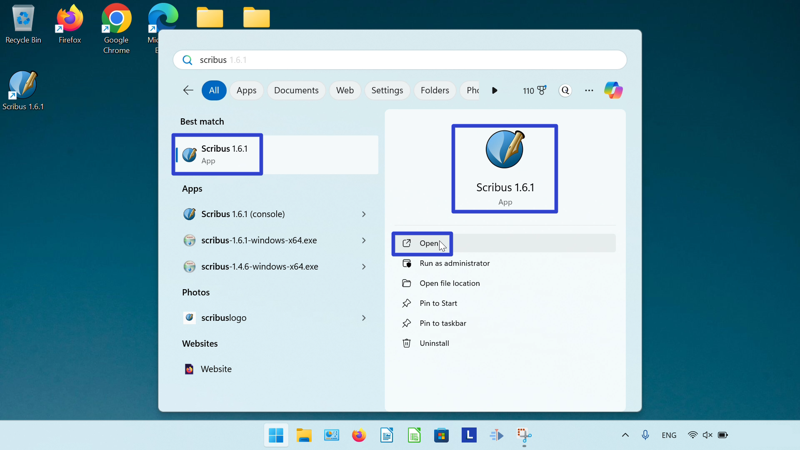 Recycle Bin
Firefox
Google
Chrome
Scribus 1.6.1
scribus 1.6.1
All
Apps
Documents
Web
Settings
Folders
110
Best match
Scribus 1.6.1
App
Apps
Scribus 1.6.1 (console)
scribus-1.6.1-windows-x64.exe
scribus-1.4.6-windows-x64.exe
Photos
scribuslogo
Websites
Website
Scribus 1.6.1
App
Open
Run as administrator
Open file location
Pin to Start
Pin to taskbar
Uninstall
L
ENG